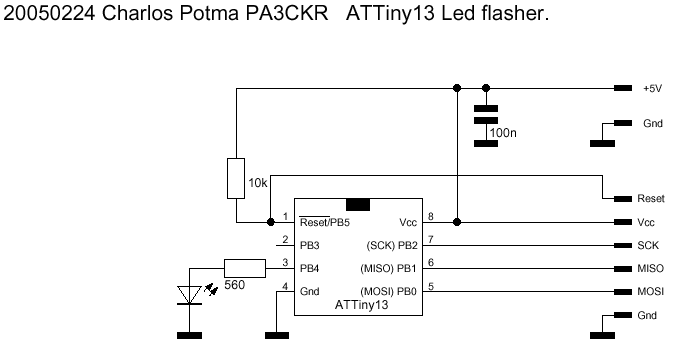 20050224 Charlos Potma PA3CKR ATTiny13 Led flasher.
+5V
100n
Gnd
10k
Reset
1 Reset/PB5 Vcc 8 Vcc
2 PB3 (SCK) PB2 7 SCK
3 PB4 (MISO) PB1 6 MISO
560
4 Gnd (MOSI) PB0 5 MOSI
ATTiny13
Gnd